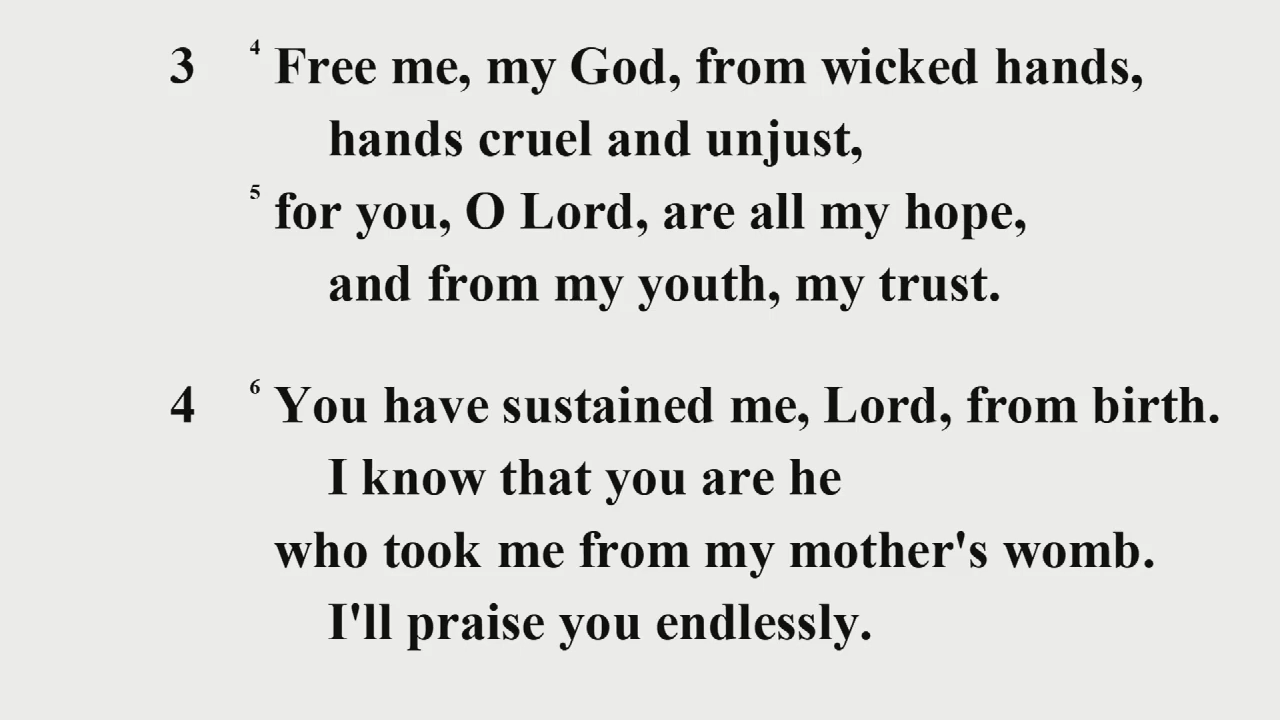 3 4 Free me, my God, from wicked hands,
hands cruel and unjust,
5 for you, O Lord, are all my hope,
and from my youth, my trust.
4 6 You have sustained me, Lord, from birth.
I know that you are he
who took me from my mother's womb.
I'll praise you endlessly.